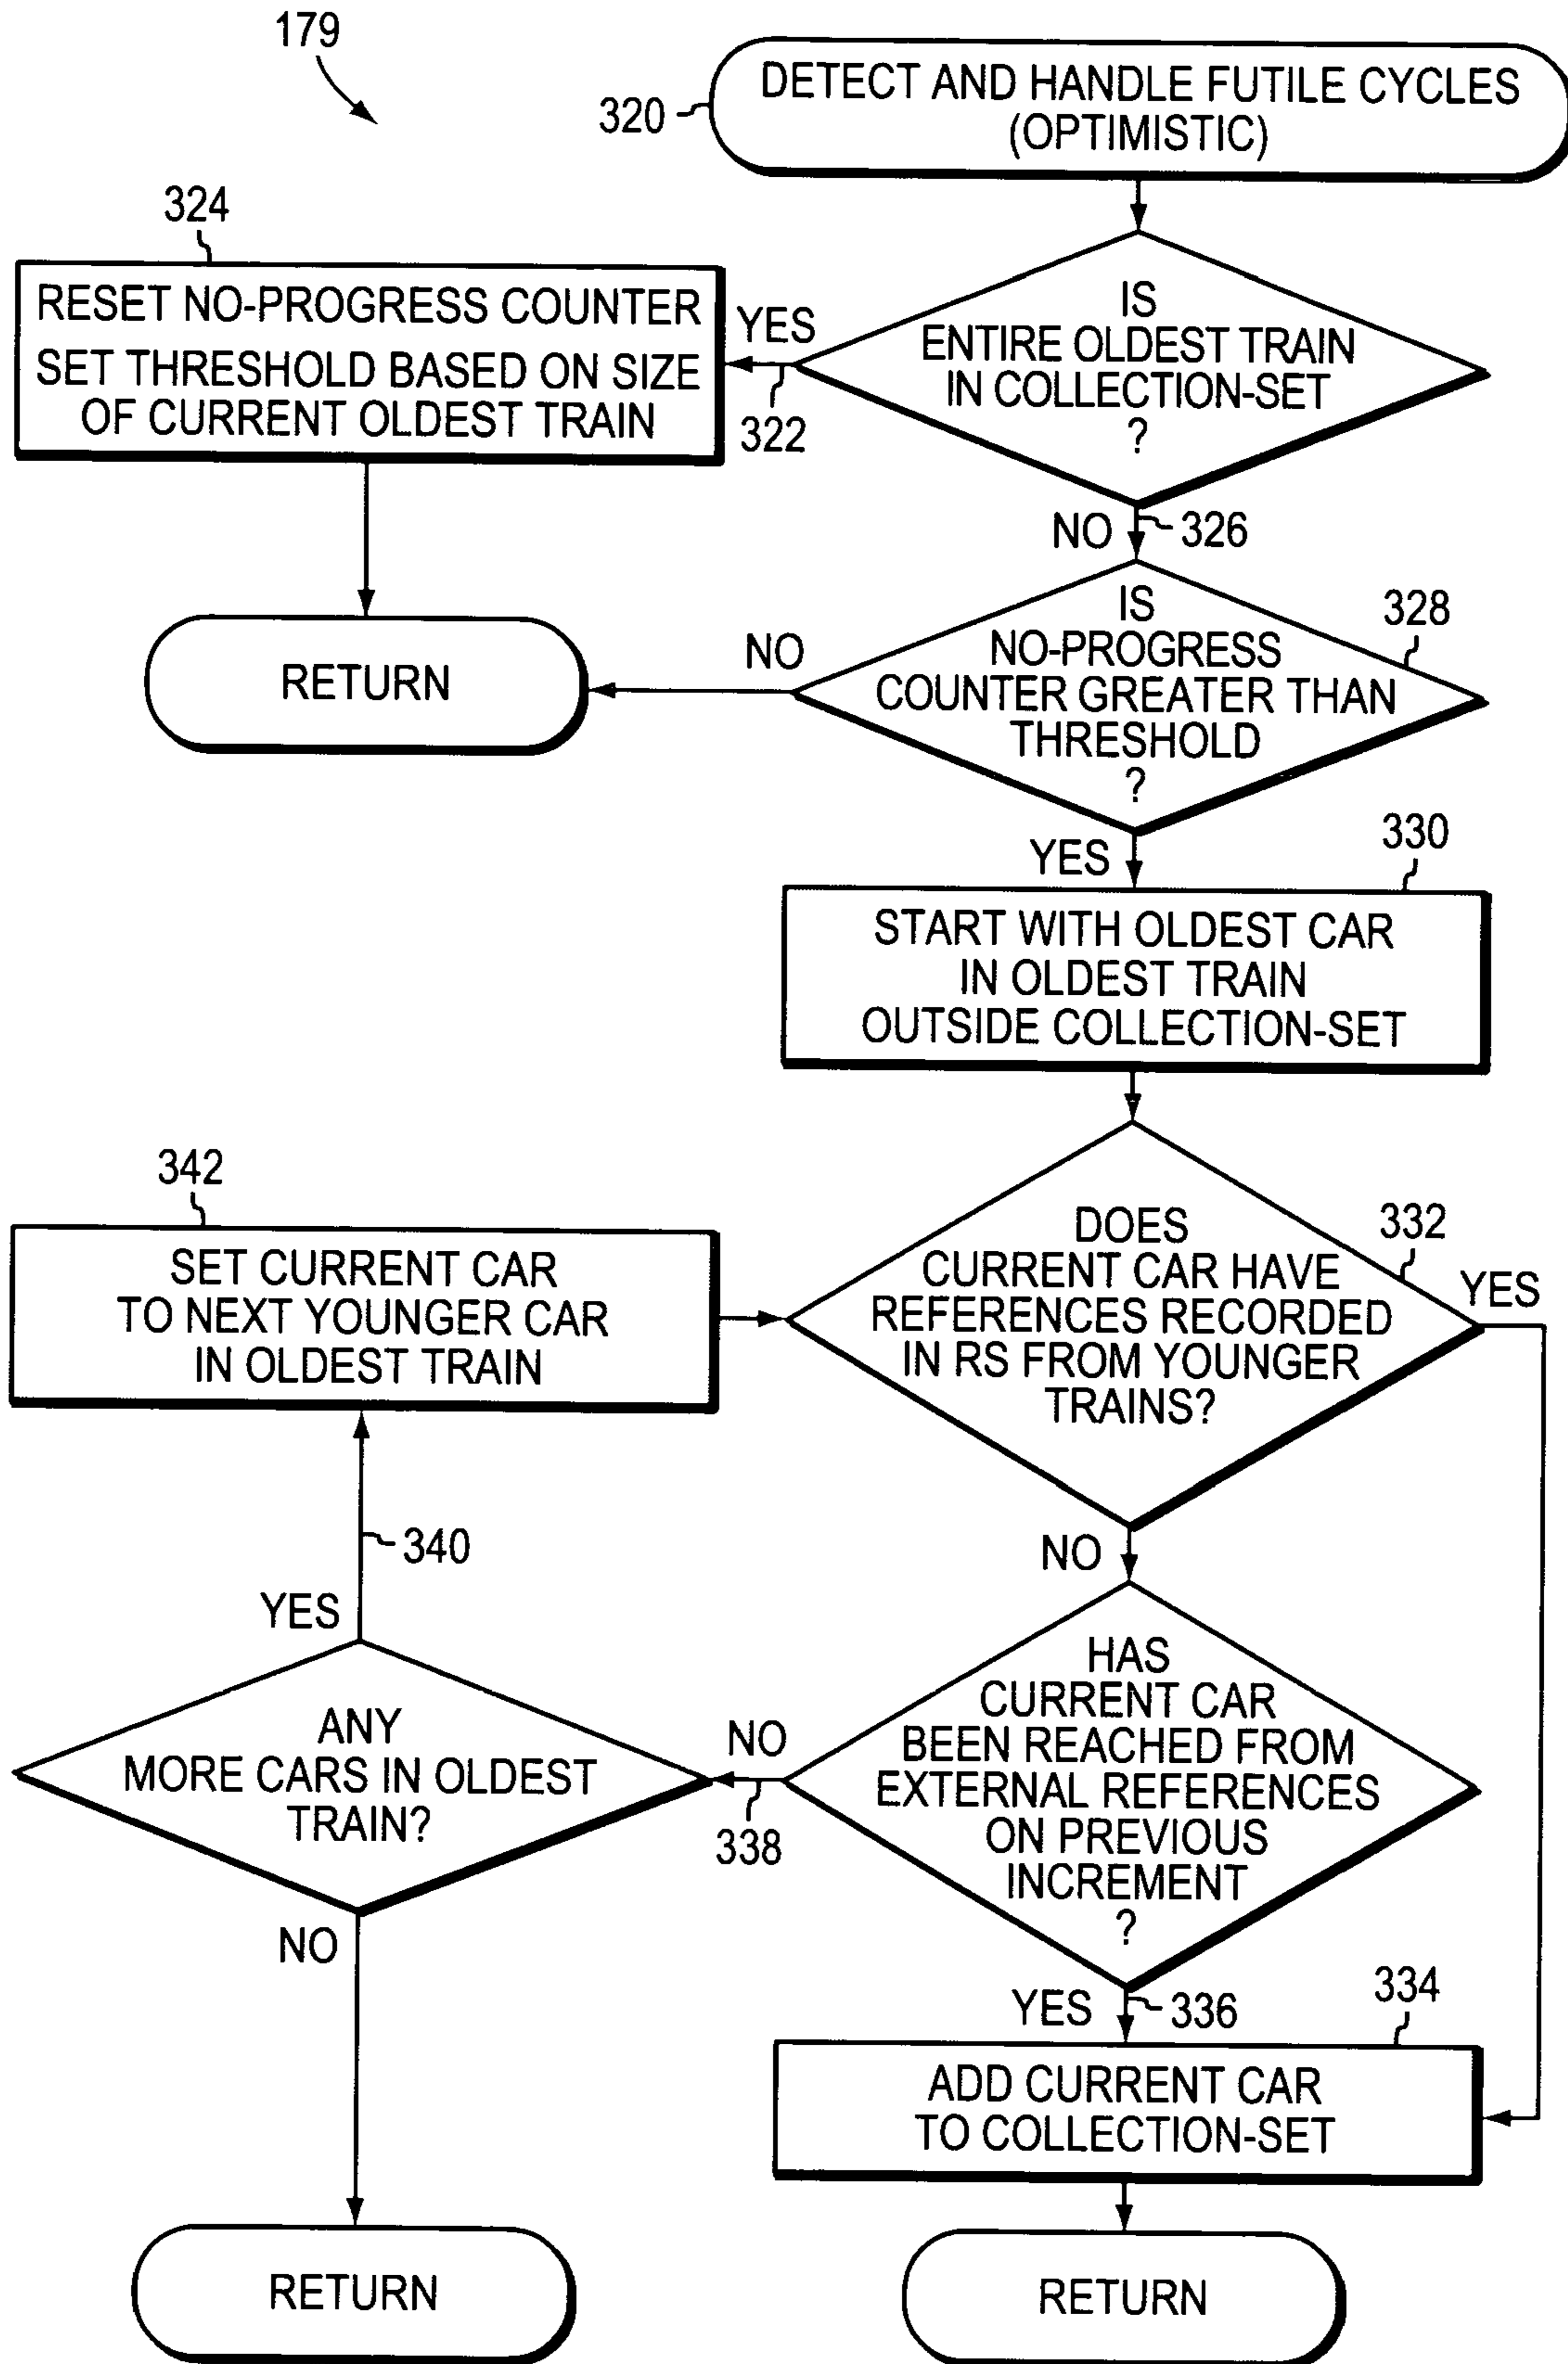 179
320
DETECT AND HANDLE FUTILE CYCLES
(OPTIMISTIC)
324
RESET NO-PROGRESS COUNTER
SET THRESHOLD BASED ON SIZE
OF CURRENT OLDEST TRAIN
YES
322
IS
ENTIRE OLDEST TRAIN
IN COLLECTION-SET
?
NO
326
RETURN
NO
IS
NO-PROGRESS
COUNTER GREATER THAN
THRESHOLD
?
328
YES
330
START WITH OLDEST CAR
IN OLDEST TRAIN
OUTSIDE COLLECTION-SET
342
SET CURRENT CAR
TO NEXT YOUNGER CAR
IN OLDEST TRAIN
DOES
CURRENT CAR HAVE
REFERENCES RECORDED
IN RS FROM YOUNGER
TRAINS?
332
YES
340
YES
NO
ANY
MORE CARS IN OLDEST
TRAIN?
NO
338
HAS
CURRENT CAR
BEEN REACHED FROM
EXTERNAL REFERENCES
ON PREVIOUS
INCREMENT
?
NO
YES
336
334
ADD CURRENT CAR
TO COLLECTION-SET
RETURN
RETURN